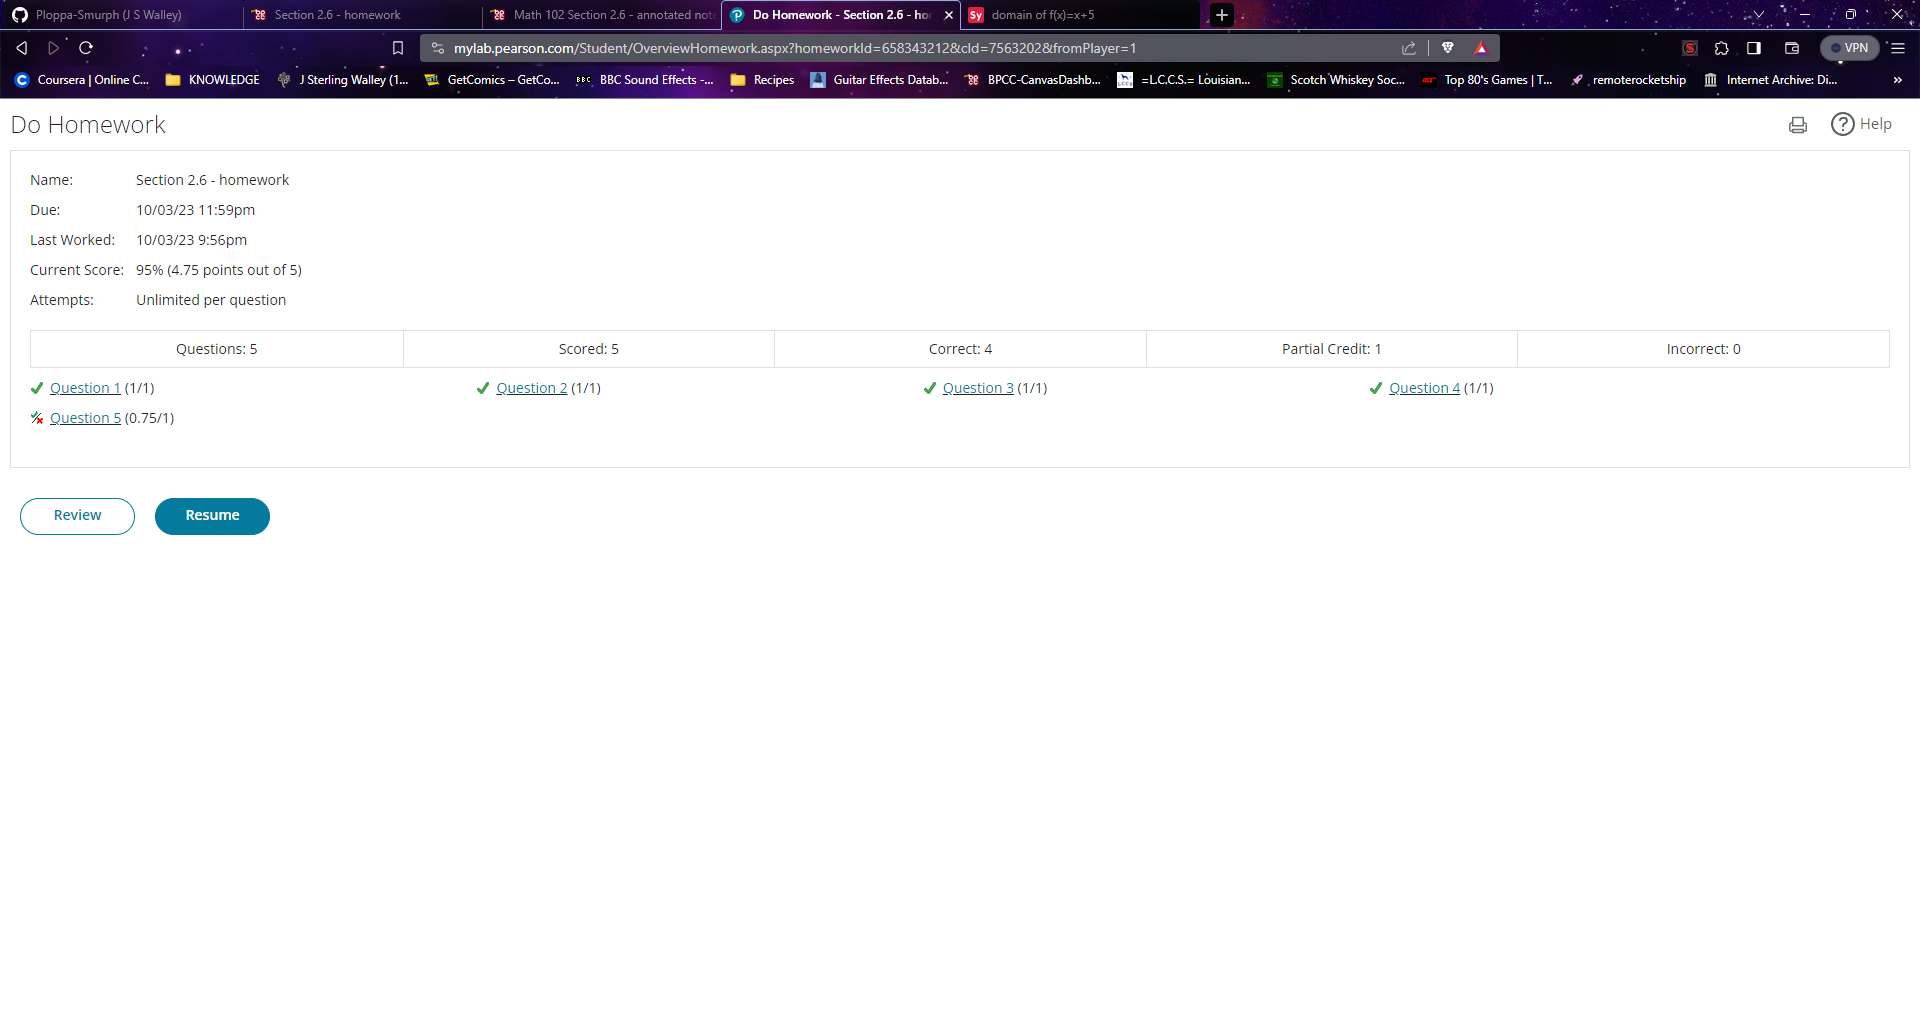 Ploppa-Smurph (J S Walley)
Section 2.6 - homework
Math 102 Section 2.6 - annotated not
Do Homework - Section 2.6 - ho
Sy domain of f(x)=x+5
mylab.pearson.com/Student/OverviewHomework.aspx?homeworkId=658343212&cId=7563202&fromPlayer=1
VPN
Coursera | Online C...
KNOWLEDGE
J Sterling Walley (1...
GetComics – GetCo...
BBC BBC Sound Effects -...
Recipes
Guitar Effects Datab...
BPCC-CanvasDashb...
LCCS =L.C,C.S.= Louisian...
Scotch Whiskey Soc...
Top 80's Games | T...
remoterocketship
Internet Archive: Di...
»
Do Homework
? Help
Name: Section 2.6 - homework
Due: 10/03/23 11:59pm
Last Worked: 10/03/23 9:56pm
Current Score: 95% (4.75 points out of 5)
Attempts: Unlimited per question
Questions: 5 Scored: 5 Correct: 4 Partial Credit: 1 Incorrect: 0
Question 1 (1/1) Question 2 (1/1) Question 3 (1/1) Question 4 (1/1)
Question 5 (0.75/1)
Review Resume